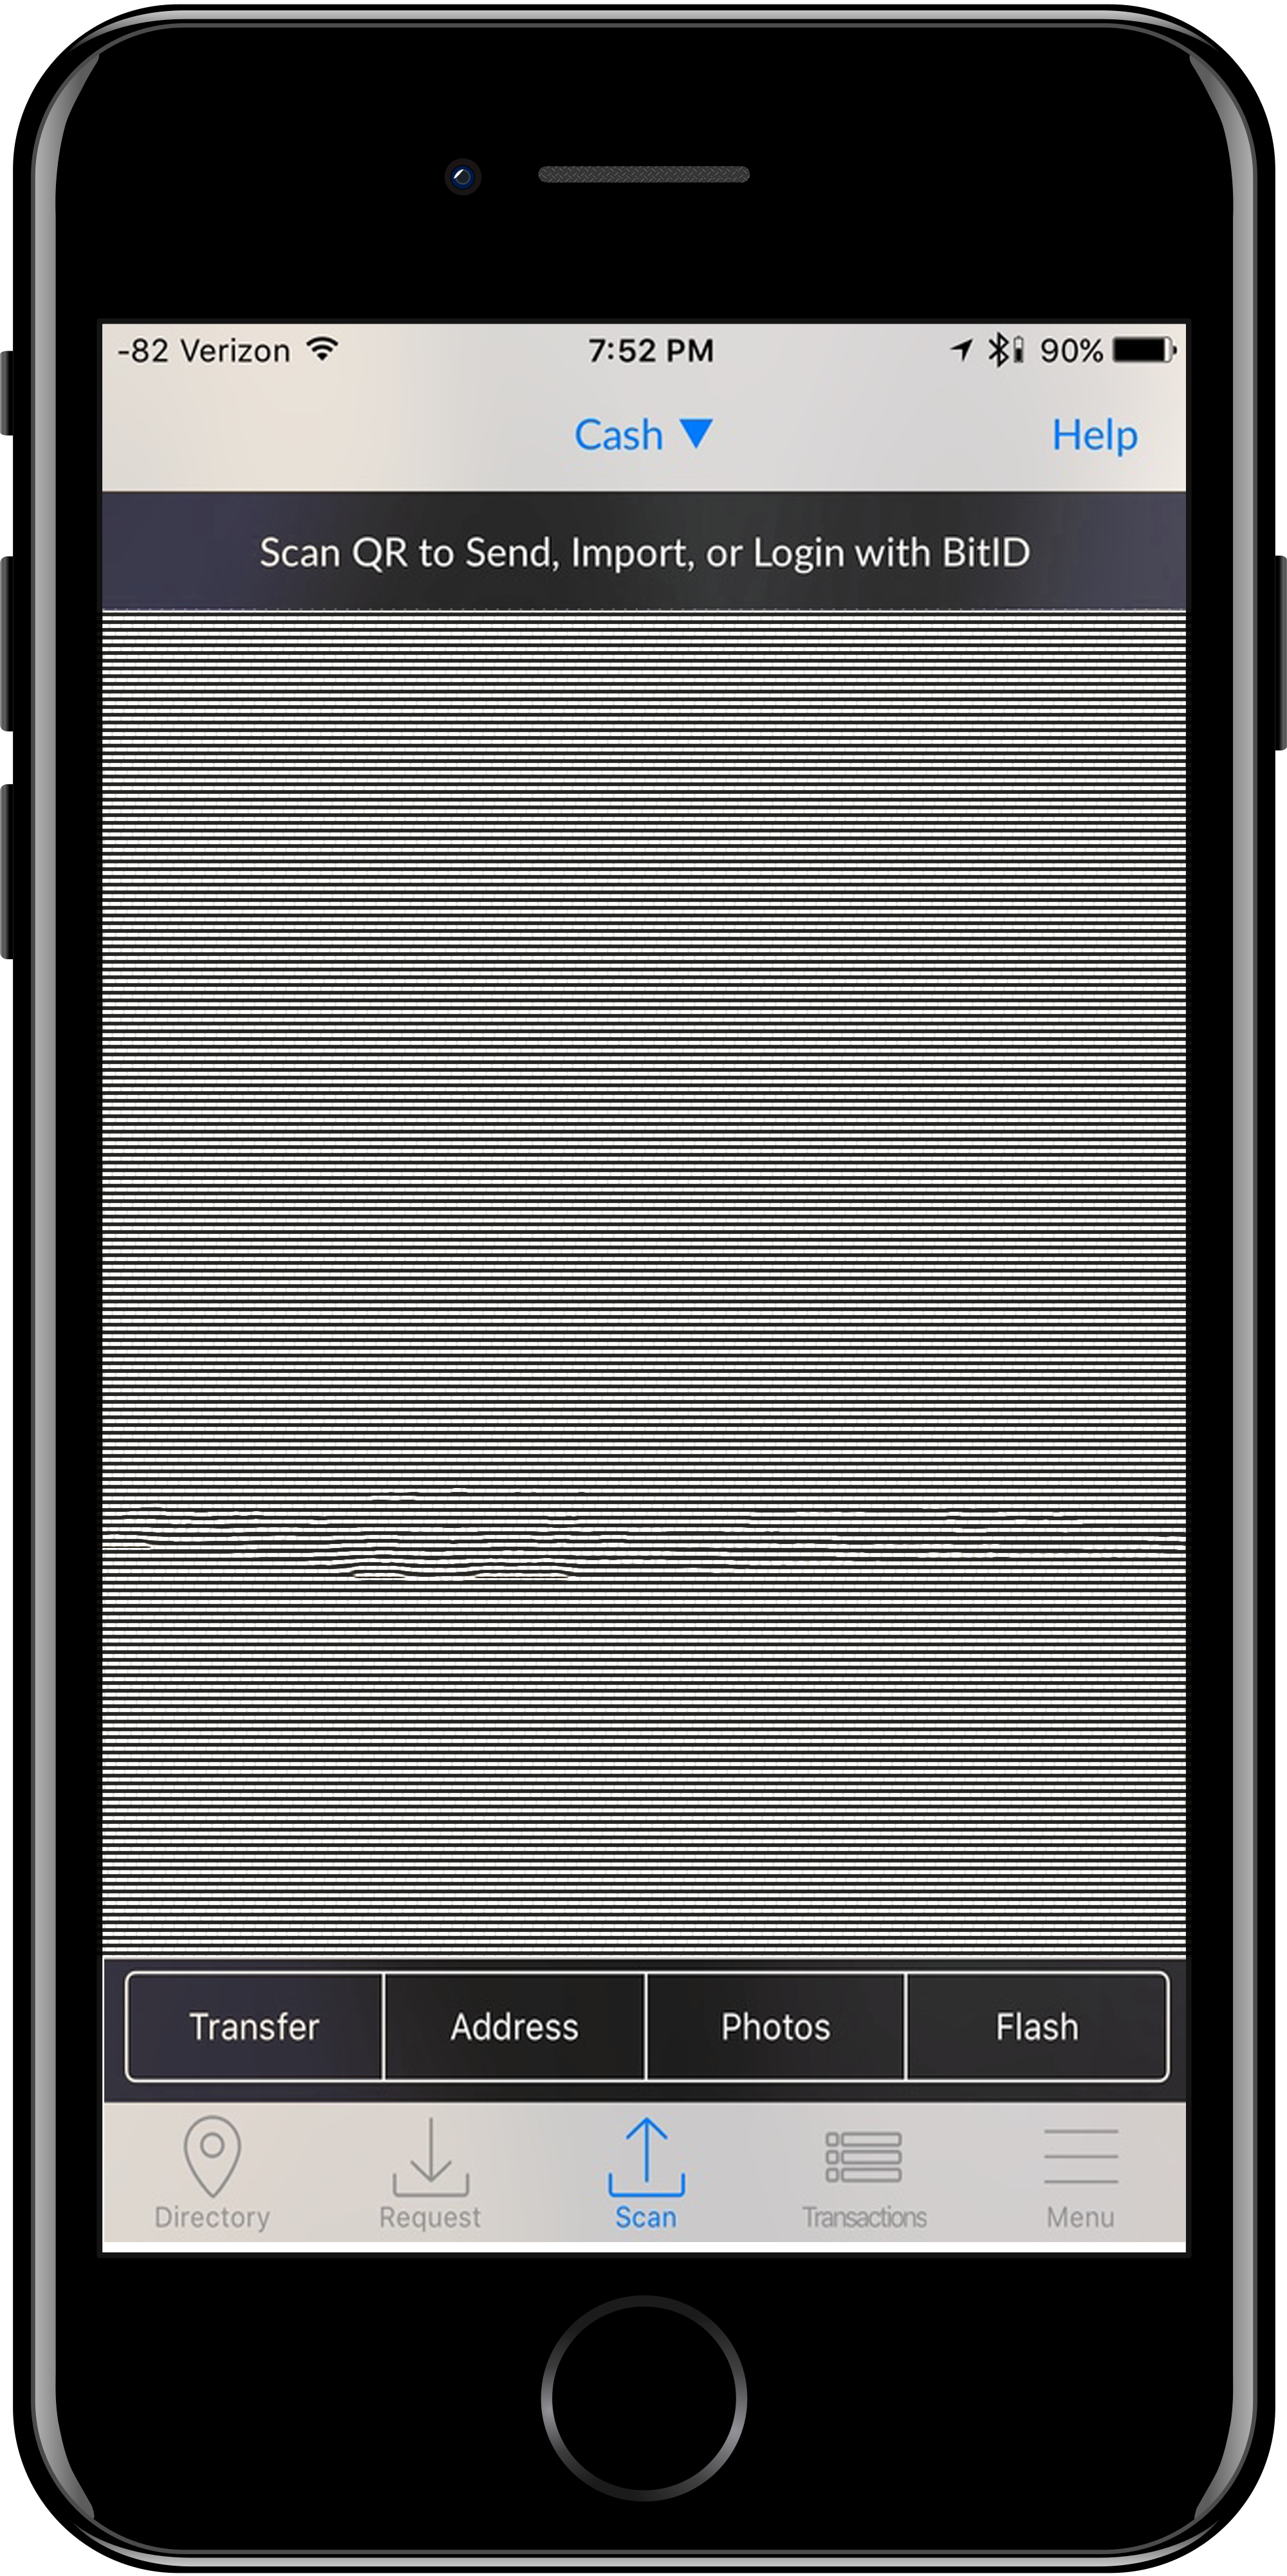 -82 Verizon 7:52 PM 90%
Cash Help
Scan QR to Send, Import, or Login with BitID
Transfer Address Photos Flash
Directory Request Scan Transactions Menu